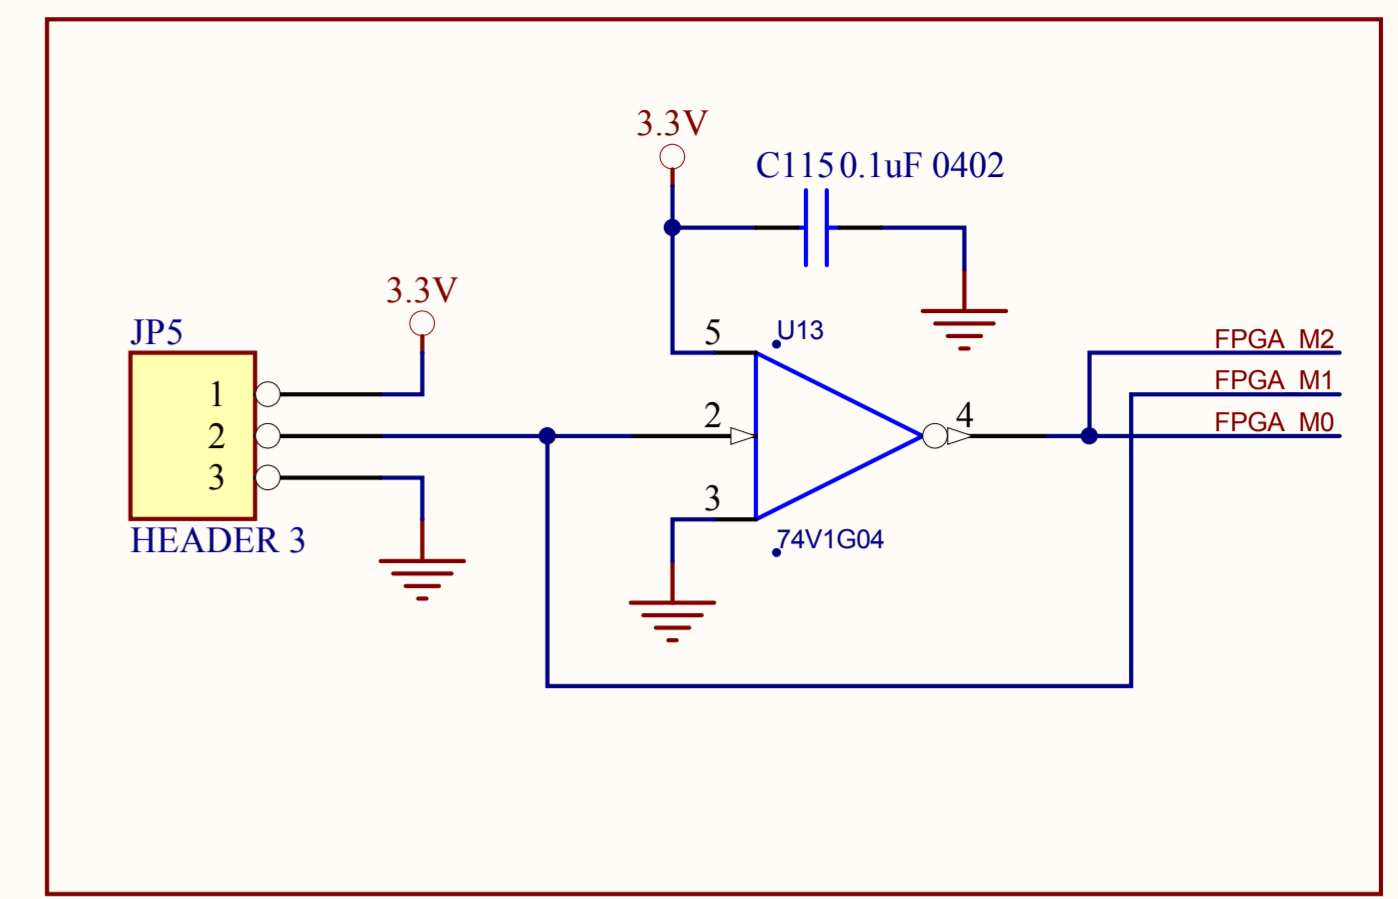 3.3V
C115 0.1uF 0402
3.3V
JP5
1
2
3
HEADER 3
5
U13
2
4
3
74V1G04
FPGA_M2
FPGA_M1
FPGA_M0